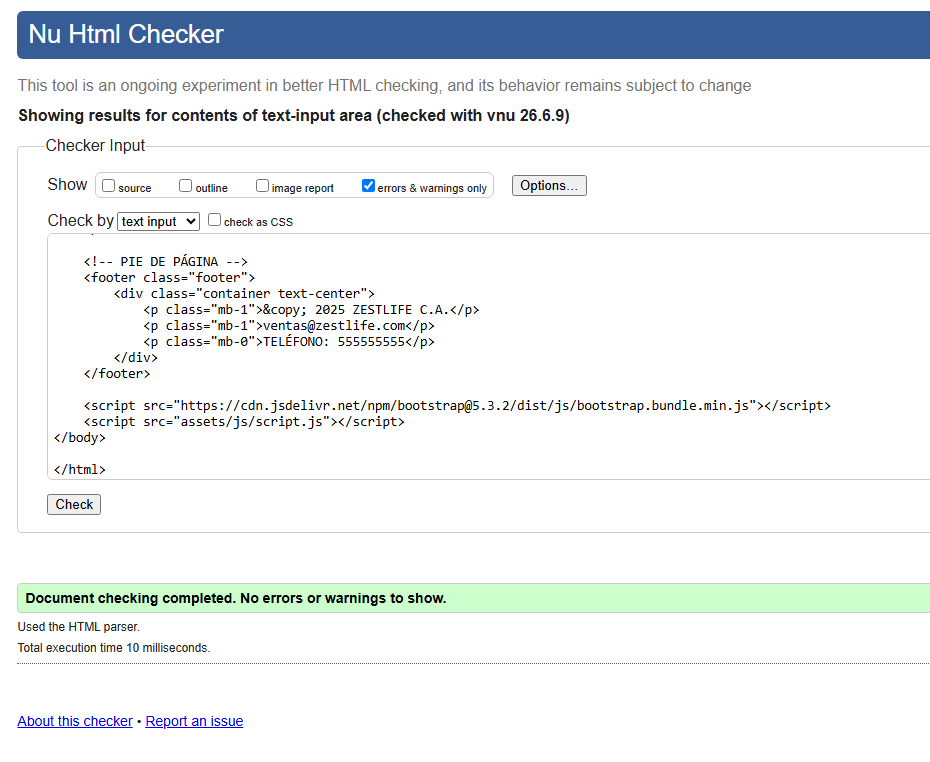 Nu Html Checker
This tool is an ongoing experiment in better HTML checking, and its behavior remains subject to change
Showing results for contents of text-input area (checked with vnu 26.6.9)
Checker Input
Show source outline image report errors & warnings only Options...
Check by text input check as CSS
<!-- PIE DE PÁGINA -->
<footer class="footer">
<div class="container text-center">
<p class="mb-1">&copy; 2025 ZESTLIFE C.A.</p>
<p class="mb-1">ventas@zestlife.com</p>
<p class="mb-0">TELÉFONO: 555555555</p>
</div>
</footer>
<script src="https://cdn.jsdelivr.net/npm/bootstrap@5.3.2/dist/js/bootstrap.bundle.min.js"></script>
<script src="assets/js/script.js"></script>
</body>
</html>
Check
Document checking completed. No errors or warnings to show.
Used the HTML parser.
Total execution time 10 milliseconds.
About this checker • Report an issue